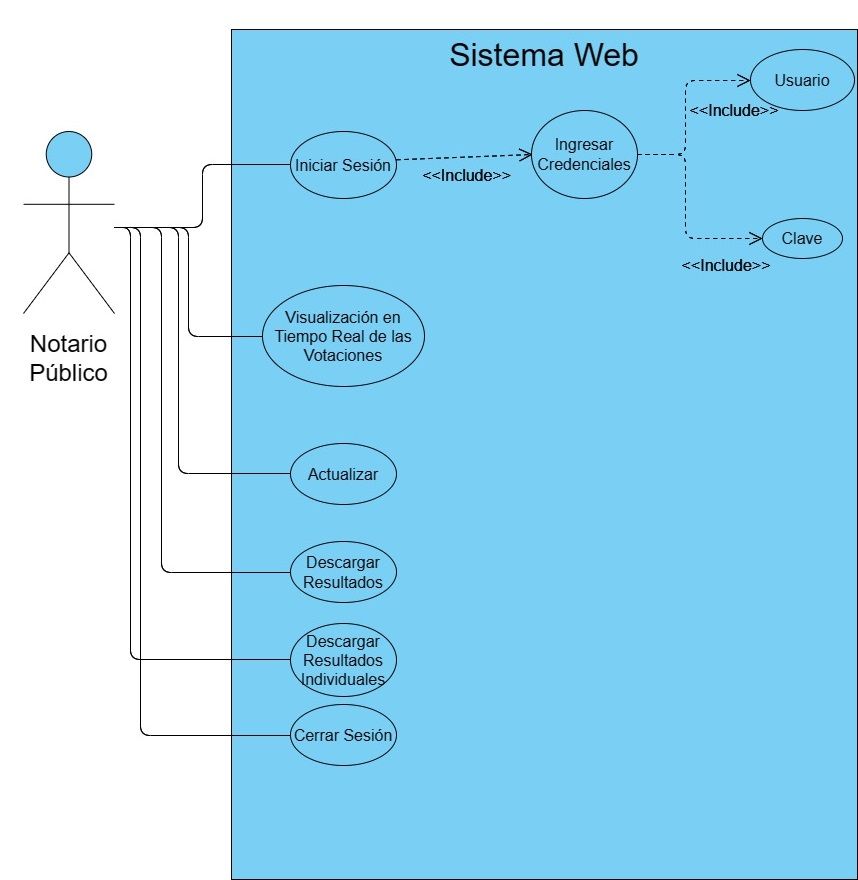 Sistema Web
Usuario
<<Include>>
Ingresar
Credenciales
Iniciar Sesión
<<Include>>
Clave
<<Include>>
Visualización en
Tiempo Real de las
Votaciones
Notario
Público
Actualizar
Descargar
Resultados
Descargar
Resultados
Individuales
Cerrar Sesión